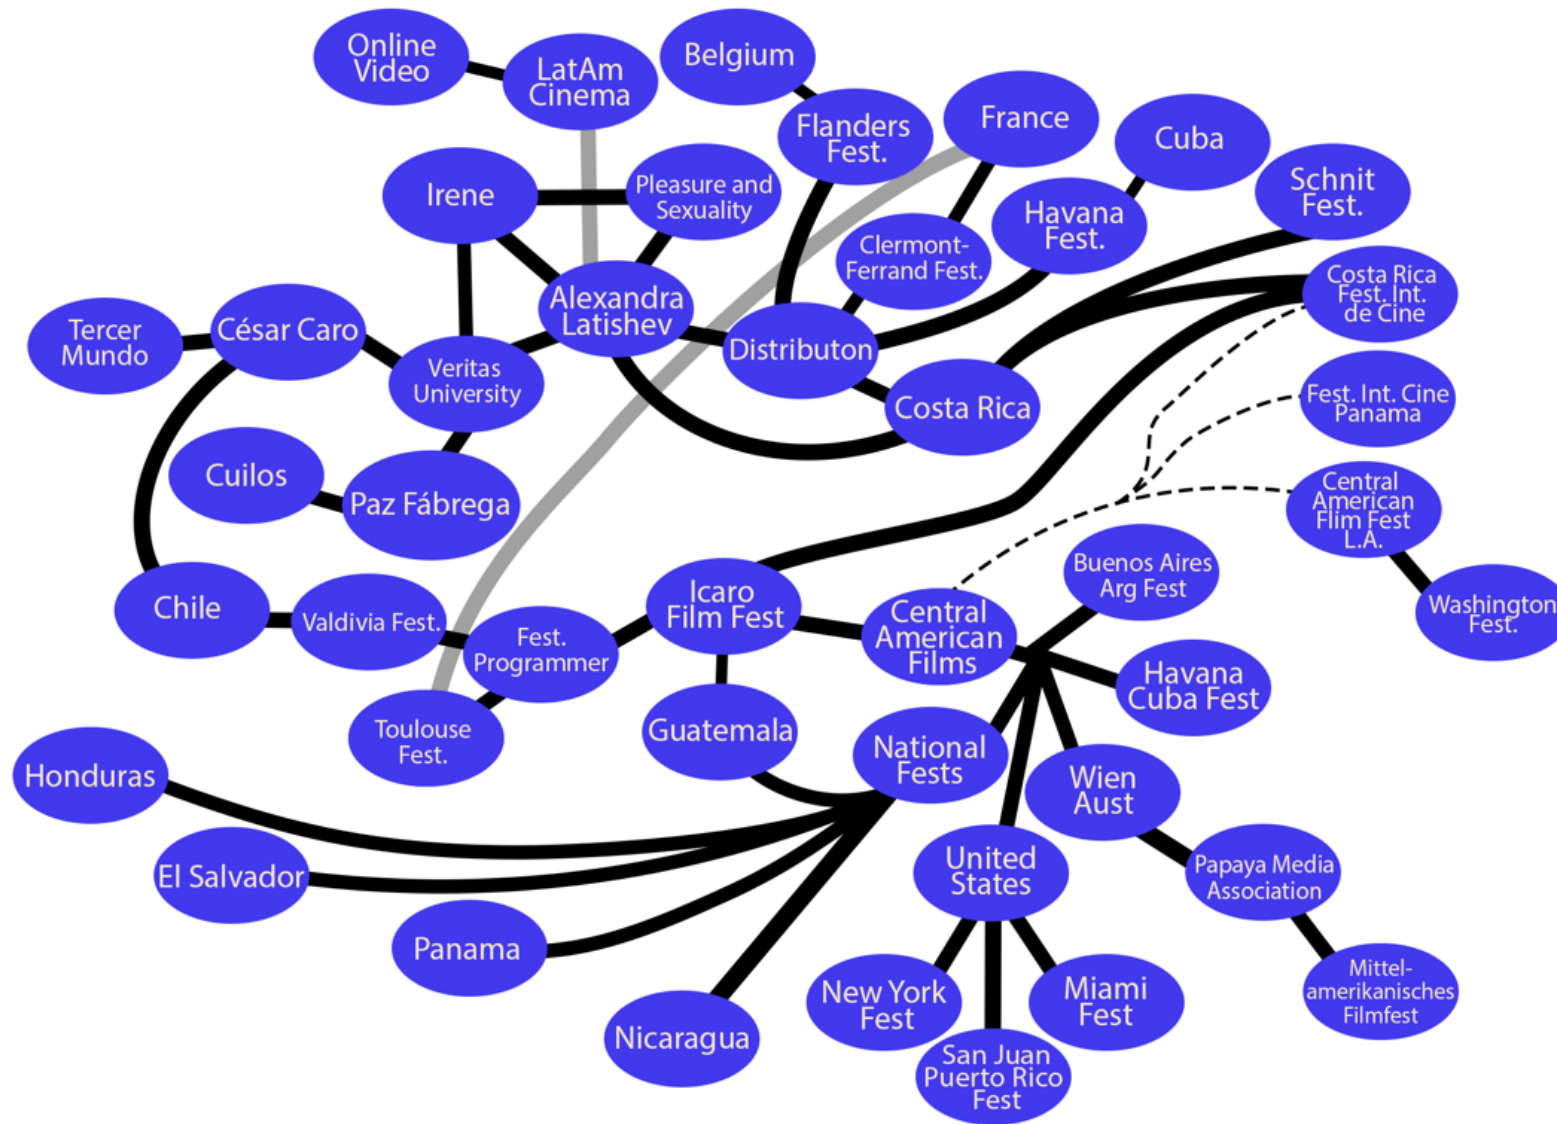 Online
Video
LatAm
Cinema
Belgium
Flanders
Fest.
France
Cuba
Irene
Pleasure and
Sexuality
Clermont-
Ferrand Fest.
Havana
Fest.
Schnit
Fest.
Tercer
Mundo
César Caro
Veritas
University
Alexandra
Latishev
Distributon
Costa Rica
Costa Rica
Fest. Int.
de Cine
Fest. Int. Cine
Panama
Cuilos
Paz Fábrega
Central
American
Flim Fest
L.A.
Washington
Fest.
Buenos Aires
Arg Fest
Chile
Valdivia Fest.
Fest.
Programmer
Icaro
Film Fest
Central
American
Films
Havana
Cuba Fest
Toulouse
Fest.
Guatemala
National
Fests
Wien
Aust
Honduras
El Salvador
Panama
Nicaragua
United
States
Papaya Media
Association
New York
Fest
San Juan
Puerto Rico
Fest
Miami
Fest
Mittel-
amerikanisches
Filmfest